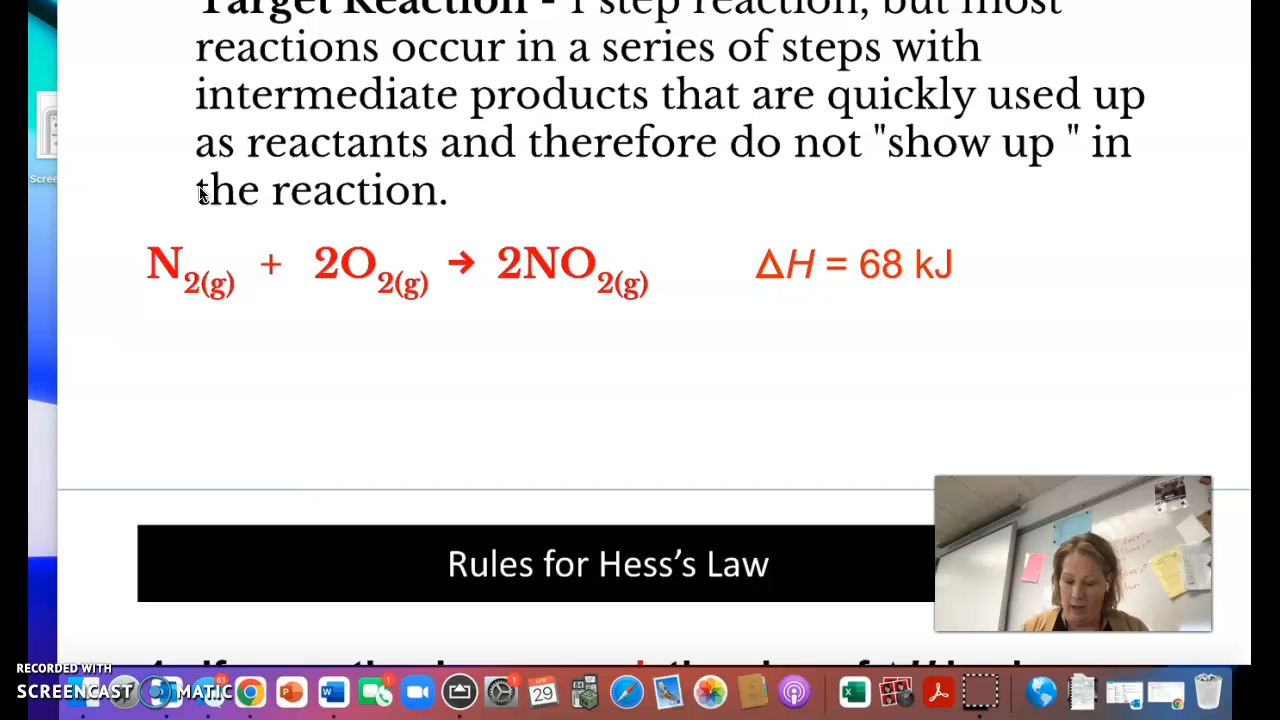 Target Reaction - 1 step reaction, but most
reactions occur in a series of steps with
intermediate products that are quickly used up
as reactants and therefore do not "show up " in
the reaction.
N2(g) + 2O2(g) → 2NO2(g) ΔH = 68 kJ
Rules for Hess's Law
RECORDED WITH
SCREENCAST MATIC
APR
29